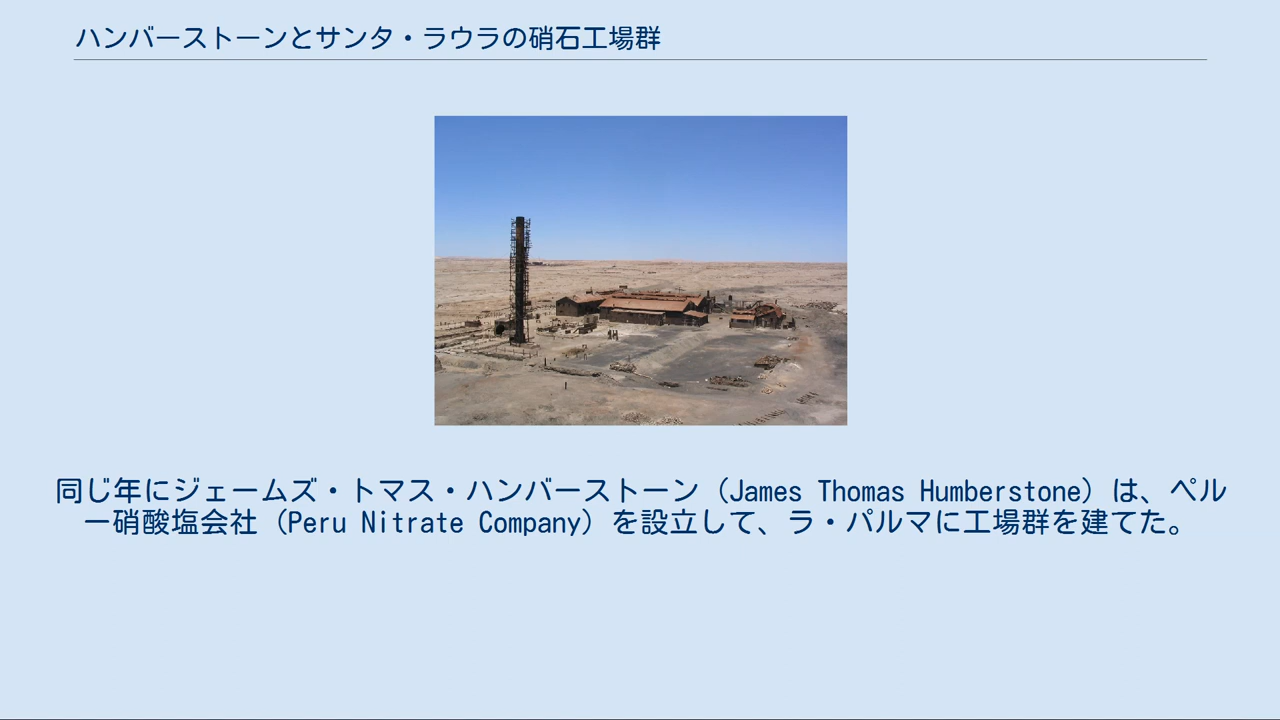 ハンバーストーンとサンタ・ラウラの硝石工場群
同じ年にジェームズ・トマス・ハンバーストーン（James Thomas Humberstone）は、ペル
ー硝酸塩会社（Peru Nitrate Company）を設立して、ラ・パルマに工場群を建てた。